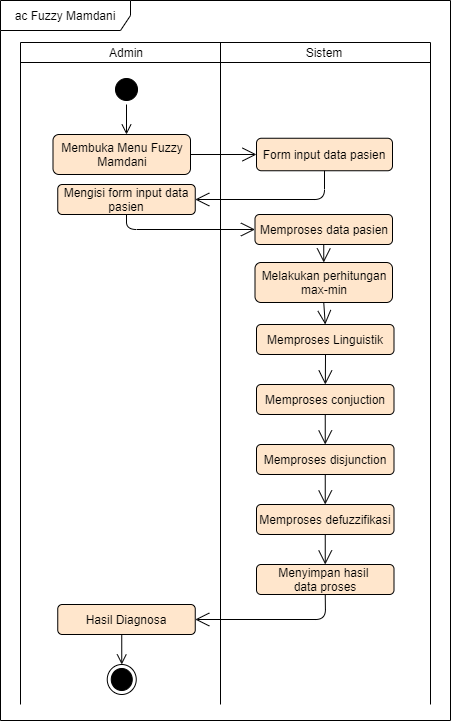 ac Fuzzy Mamdani
Admin
Sistem
Membuka Menu Fuzzy
Mamdani
Form input data pasien
Mengisi form input data
pasien
Memproses data pasien
Melakukan perhitungan
max-min
Memproses Linguistik
Memproses conjuction
Memproses disjunction
Memproses defuzzifikasi
Menyimpan hasil
data proses
Hasil Diagnosa